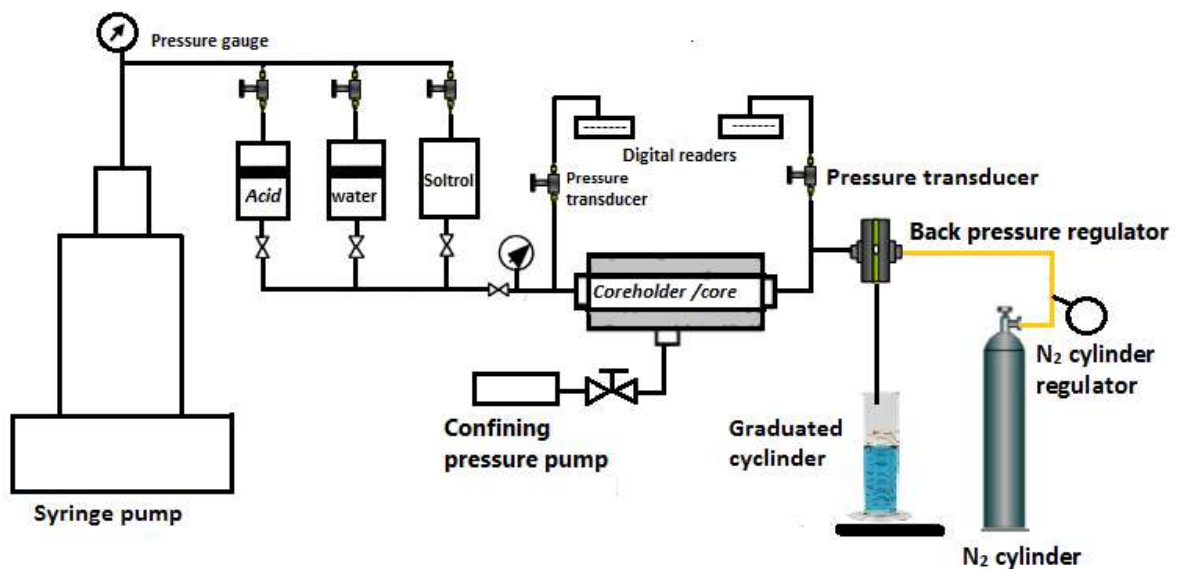 Pressure gauge
Acid
water
Soltrol
Digital readers
Pressure
transducer
Pressure transducer
Back pressure regulator
Coreholder /core
N₂ cylinder
regulator
Confining
pressure pump
Graduated
cyclinder
Syringe pump
N₂ cylinder